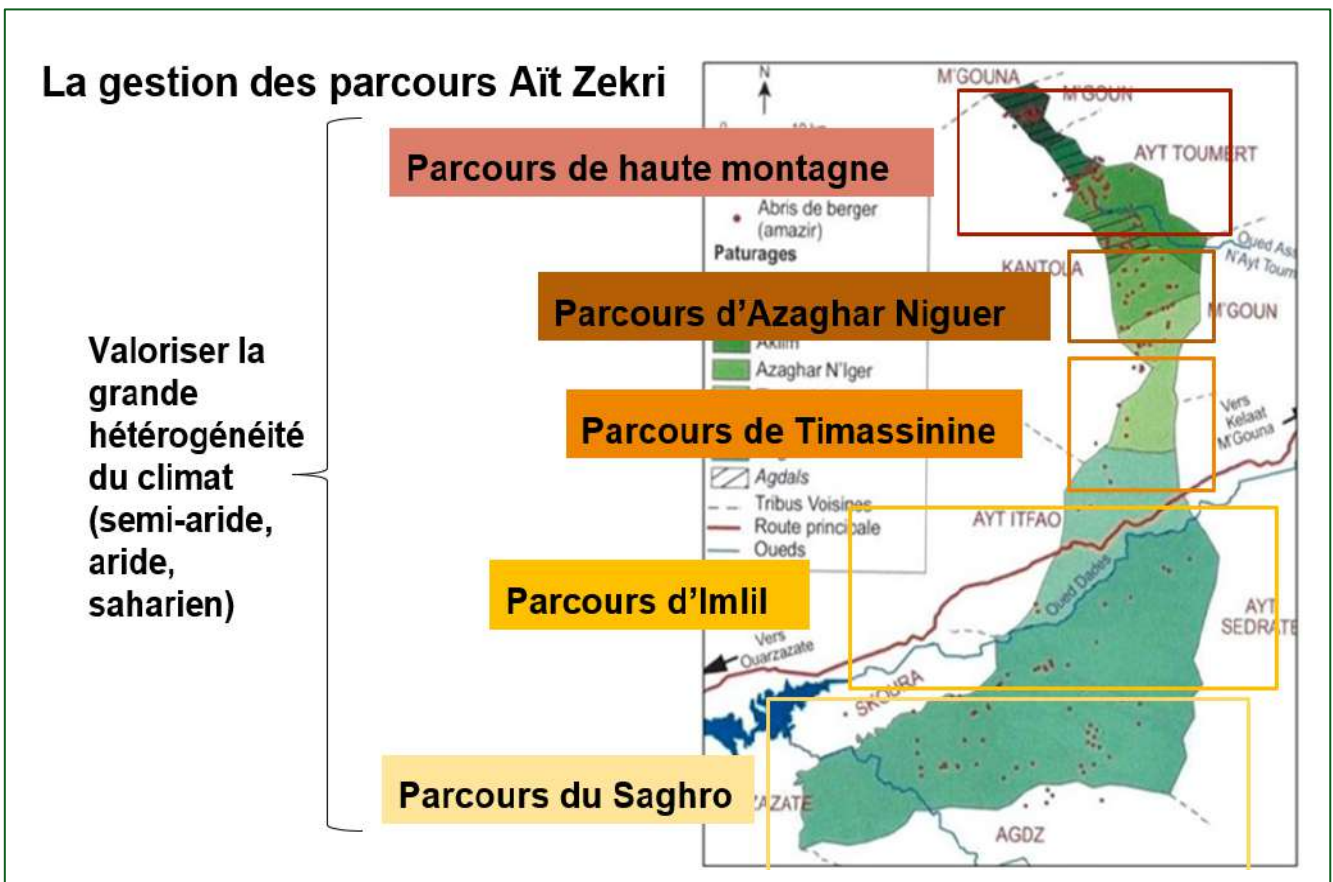 La gestion des parcours Aït Zekri
Valoriser la
grande
hétérogénéité
du climat
(semi-aride,
aride,
saharien)
Parcours de haute montagne
Parcours d'Azaghar Niguer
Parcours de Timassinine
Parcours d'Imlil
Parcours du Saghro
N
Abris de berger
(amazir)
Paturages
Azaghar N'Iger
Agdals
Tribus Voisines
Route principale
Oueds
M'GOUNA
M'GOUN
AYT TOUMERT
Oued Ass
N'Ayt Toum
KANTOLA
M'GOUN
Vers
Kelaat
M'Gouna
AYT ITFAO
Oued Dades
AYT
SEDRATE
Vers
Ouarzazate
SKOURA
ZAZATE
AGDZ